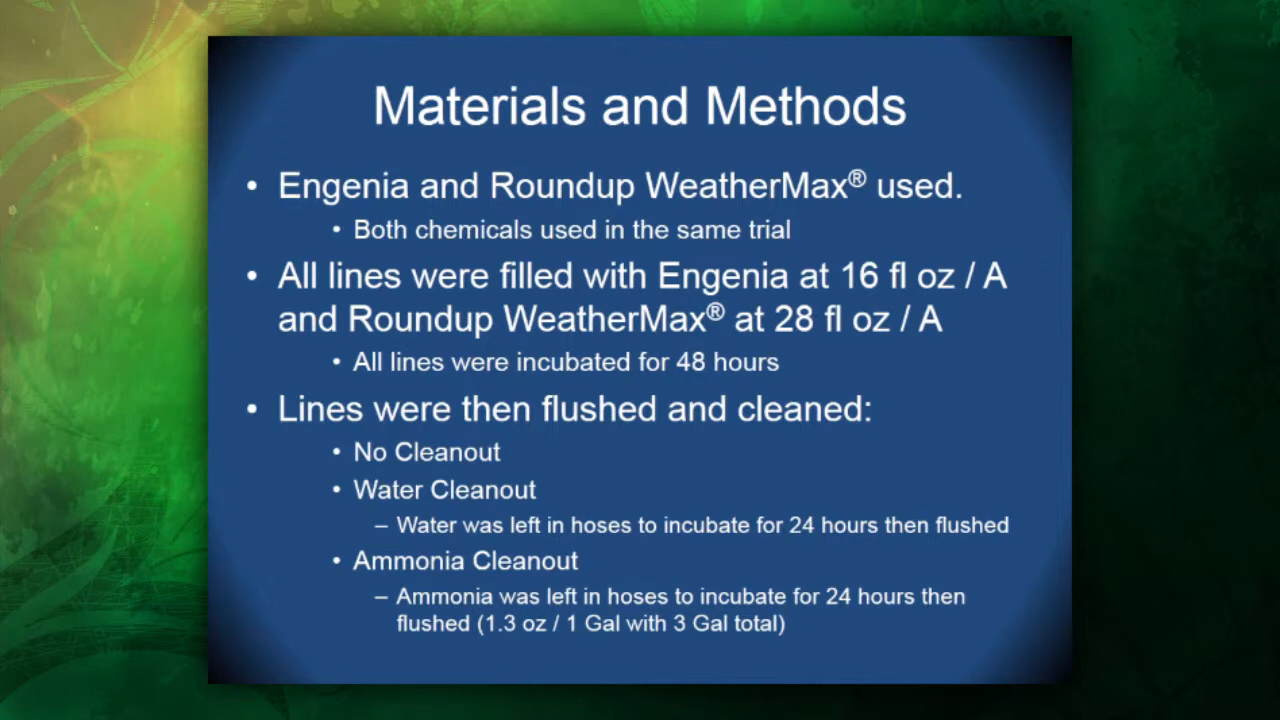 Materials and Methods
• Engenia and Roundup WeatherMax® used.
• Both chemicals used in the same trial
• All lines were filled with Engenia at 16 fl oz / A
and Roundup WeatherMax® at 28 fl oz / A
• All lines were incubated for 48 hours
• Lines were then flushed and cleaned:
• No Cleanout
• Water Cleanout
– Water was left in hoses to incubate for 24 hours then flushed
• Ammonia Cleanout
– Ammonia was left in hoses to incubate for 24 hours then
flushed (1.3 oz / 1 Gal with 3 Gal total)